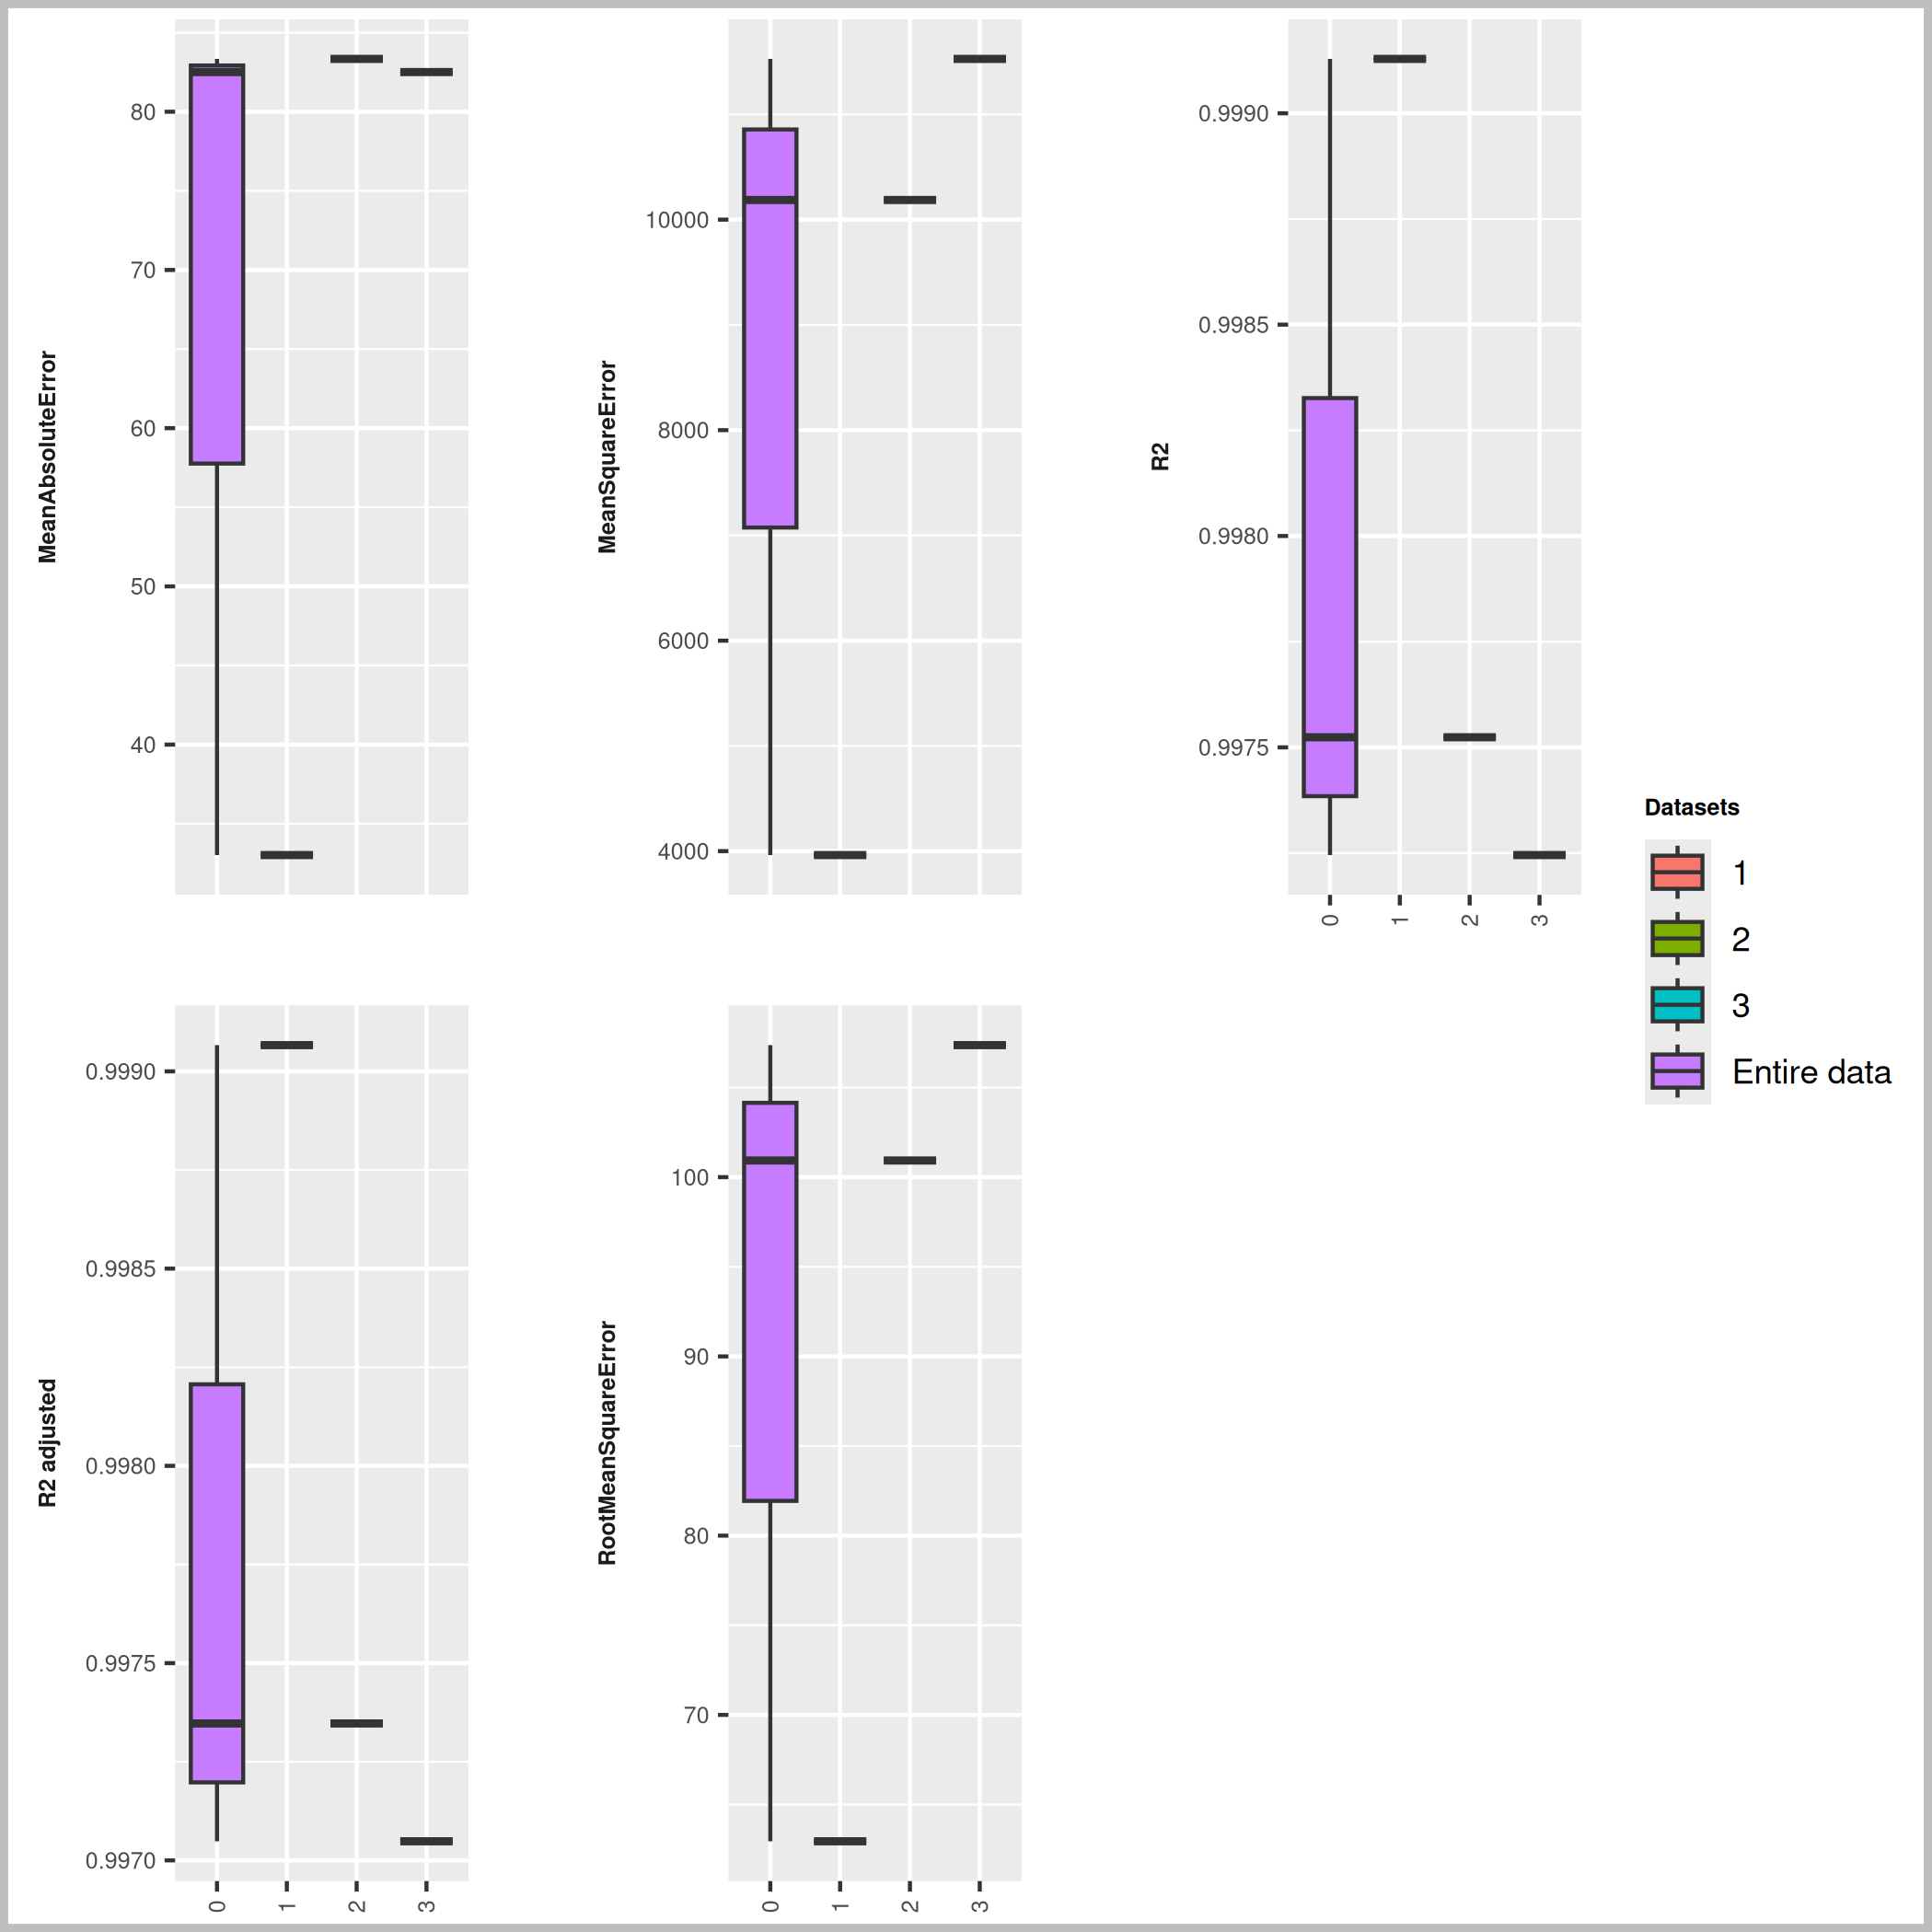 MeanAbsoluteError
80
70
60
50
40
MeanSquareError
10000
8000
6000
4000
R2
0.9990
0.9985
0.9980
0.9975
0 1 2 3
Datasets
1
2
3
Entire data
R2 adjusted
0.9990
0.9985
0.9980
0.9975
0.9970
0 1 2 3
RootMeanSquareError
100
90
80
70
0 1 2 3